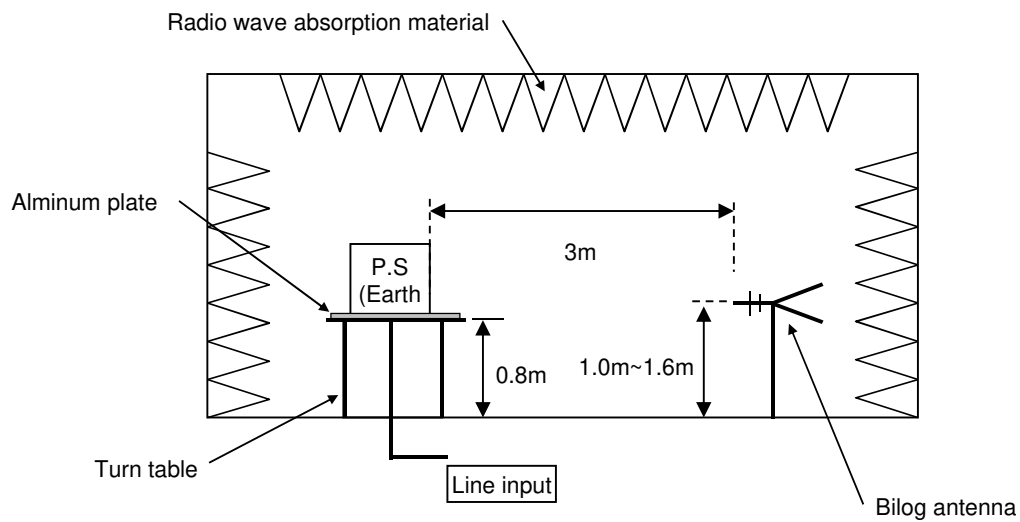 Radio wave absorption material
Alminum plate
3m
P.S
(Earth
0.8m
1.0m~1.6m
Turn table
Line input
Bilog antenna